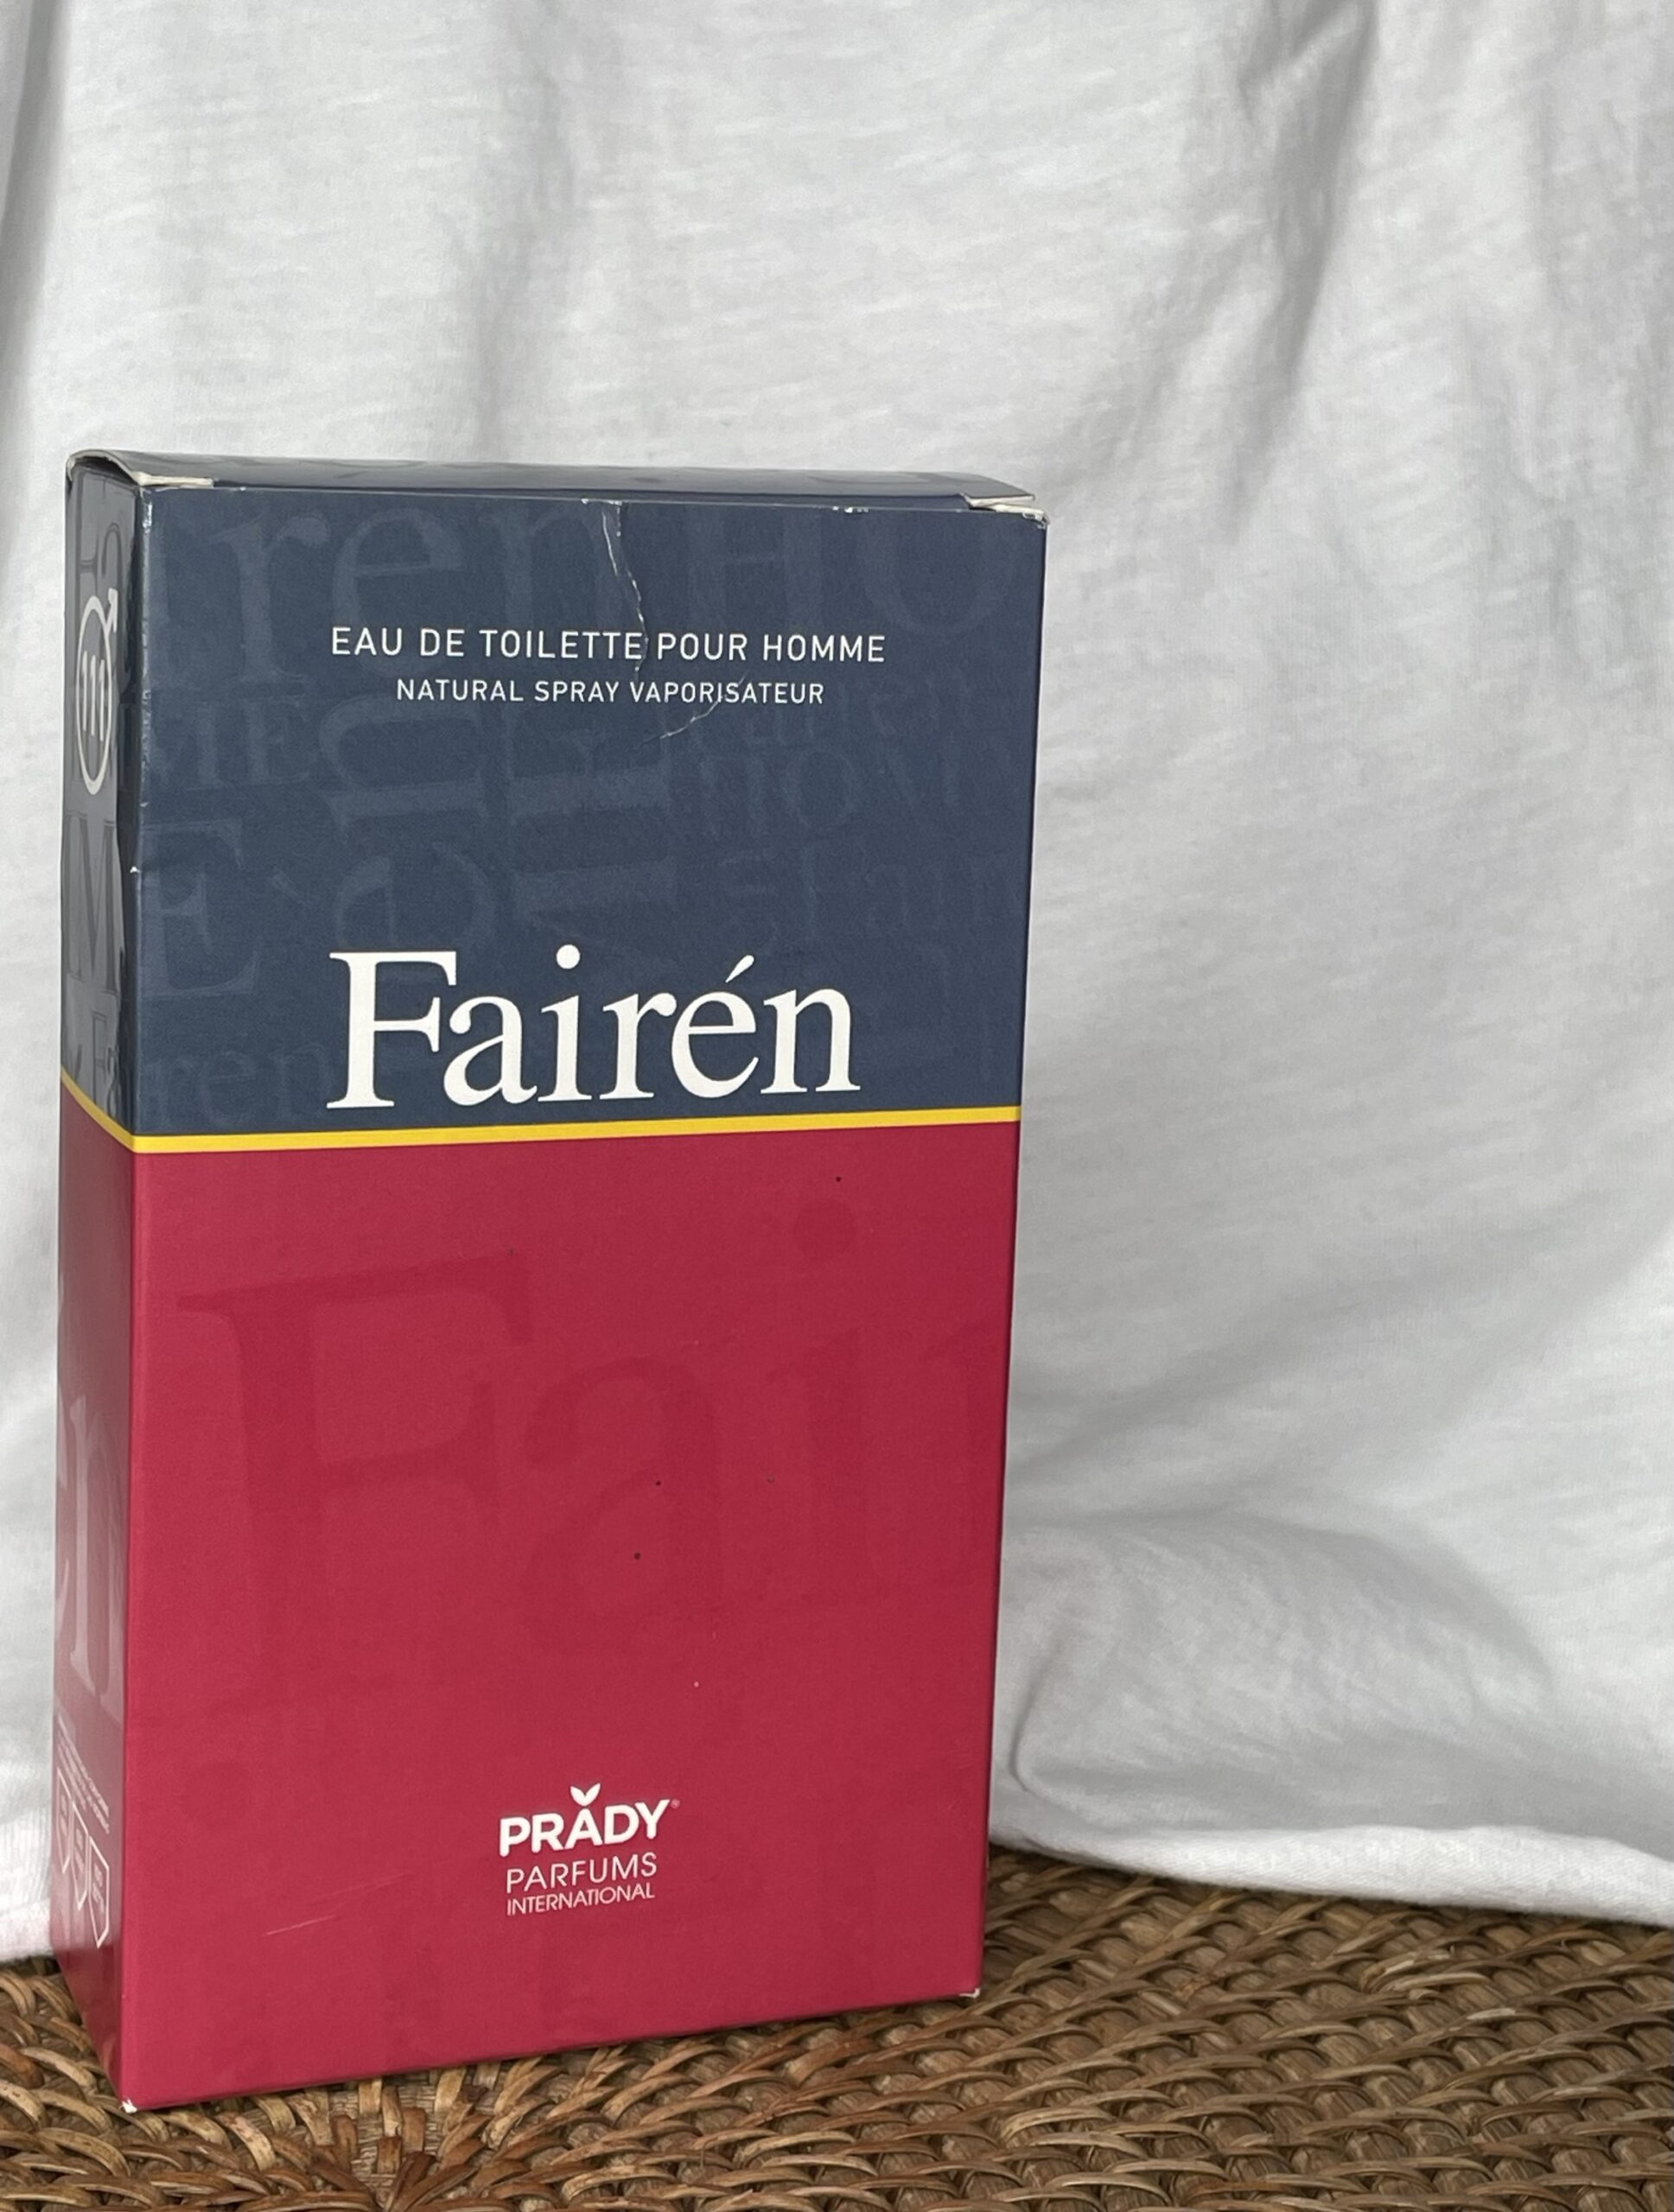 EAU DE TOILETTE POUR HOMME
NATURAL SPRAY VAPORISATEUR
Fairén
PRADY®
PARFUMS
INTERNATIONAL